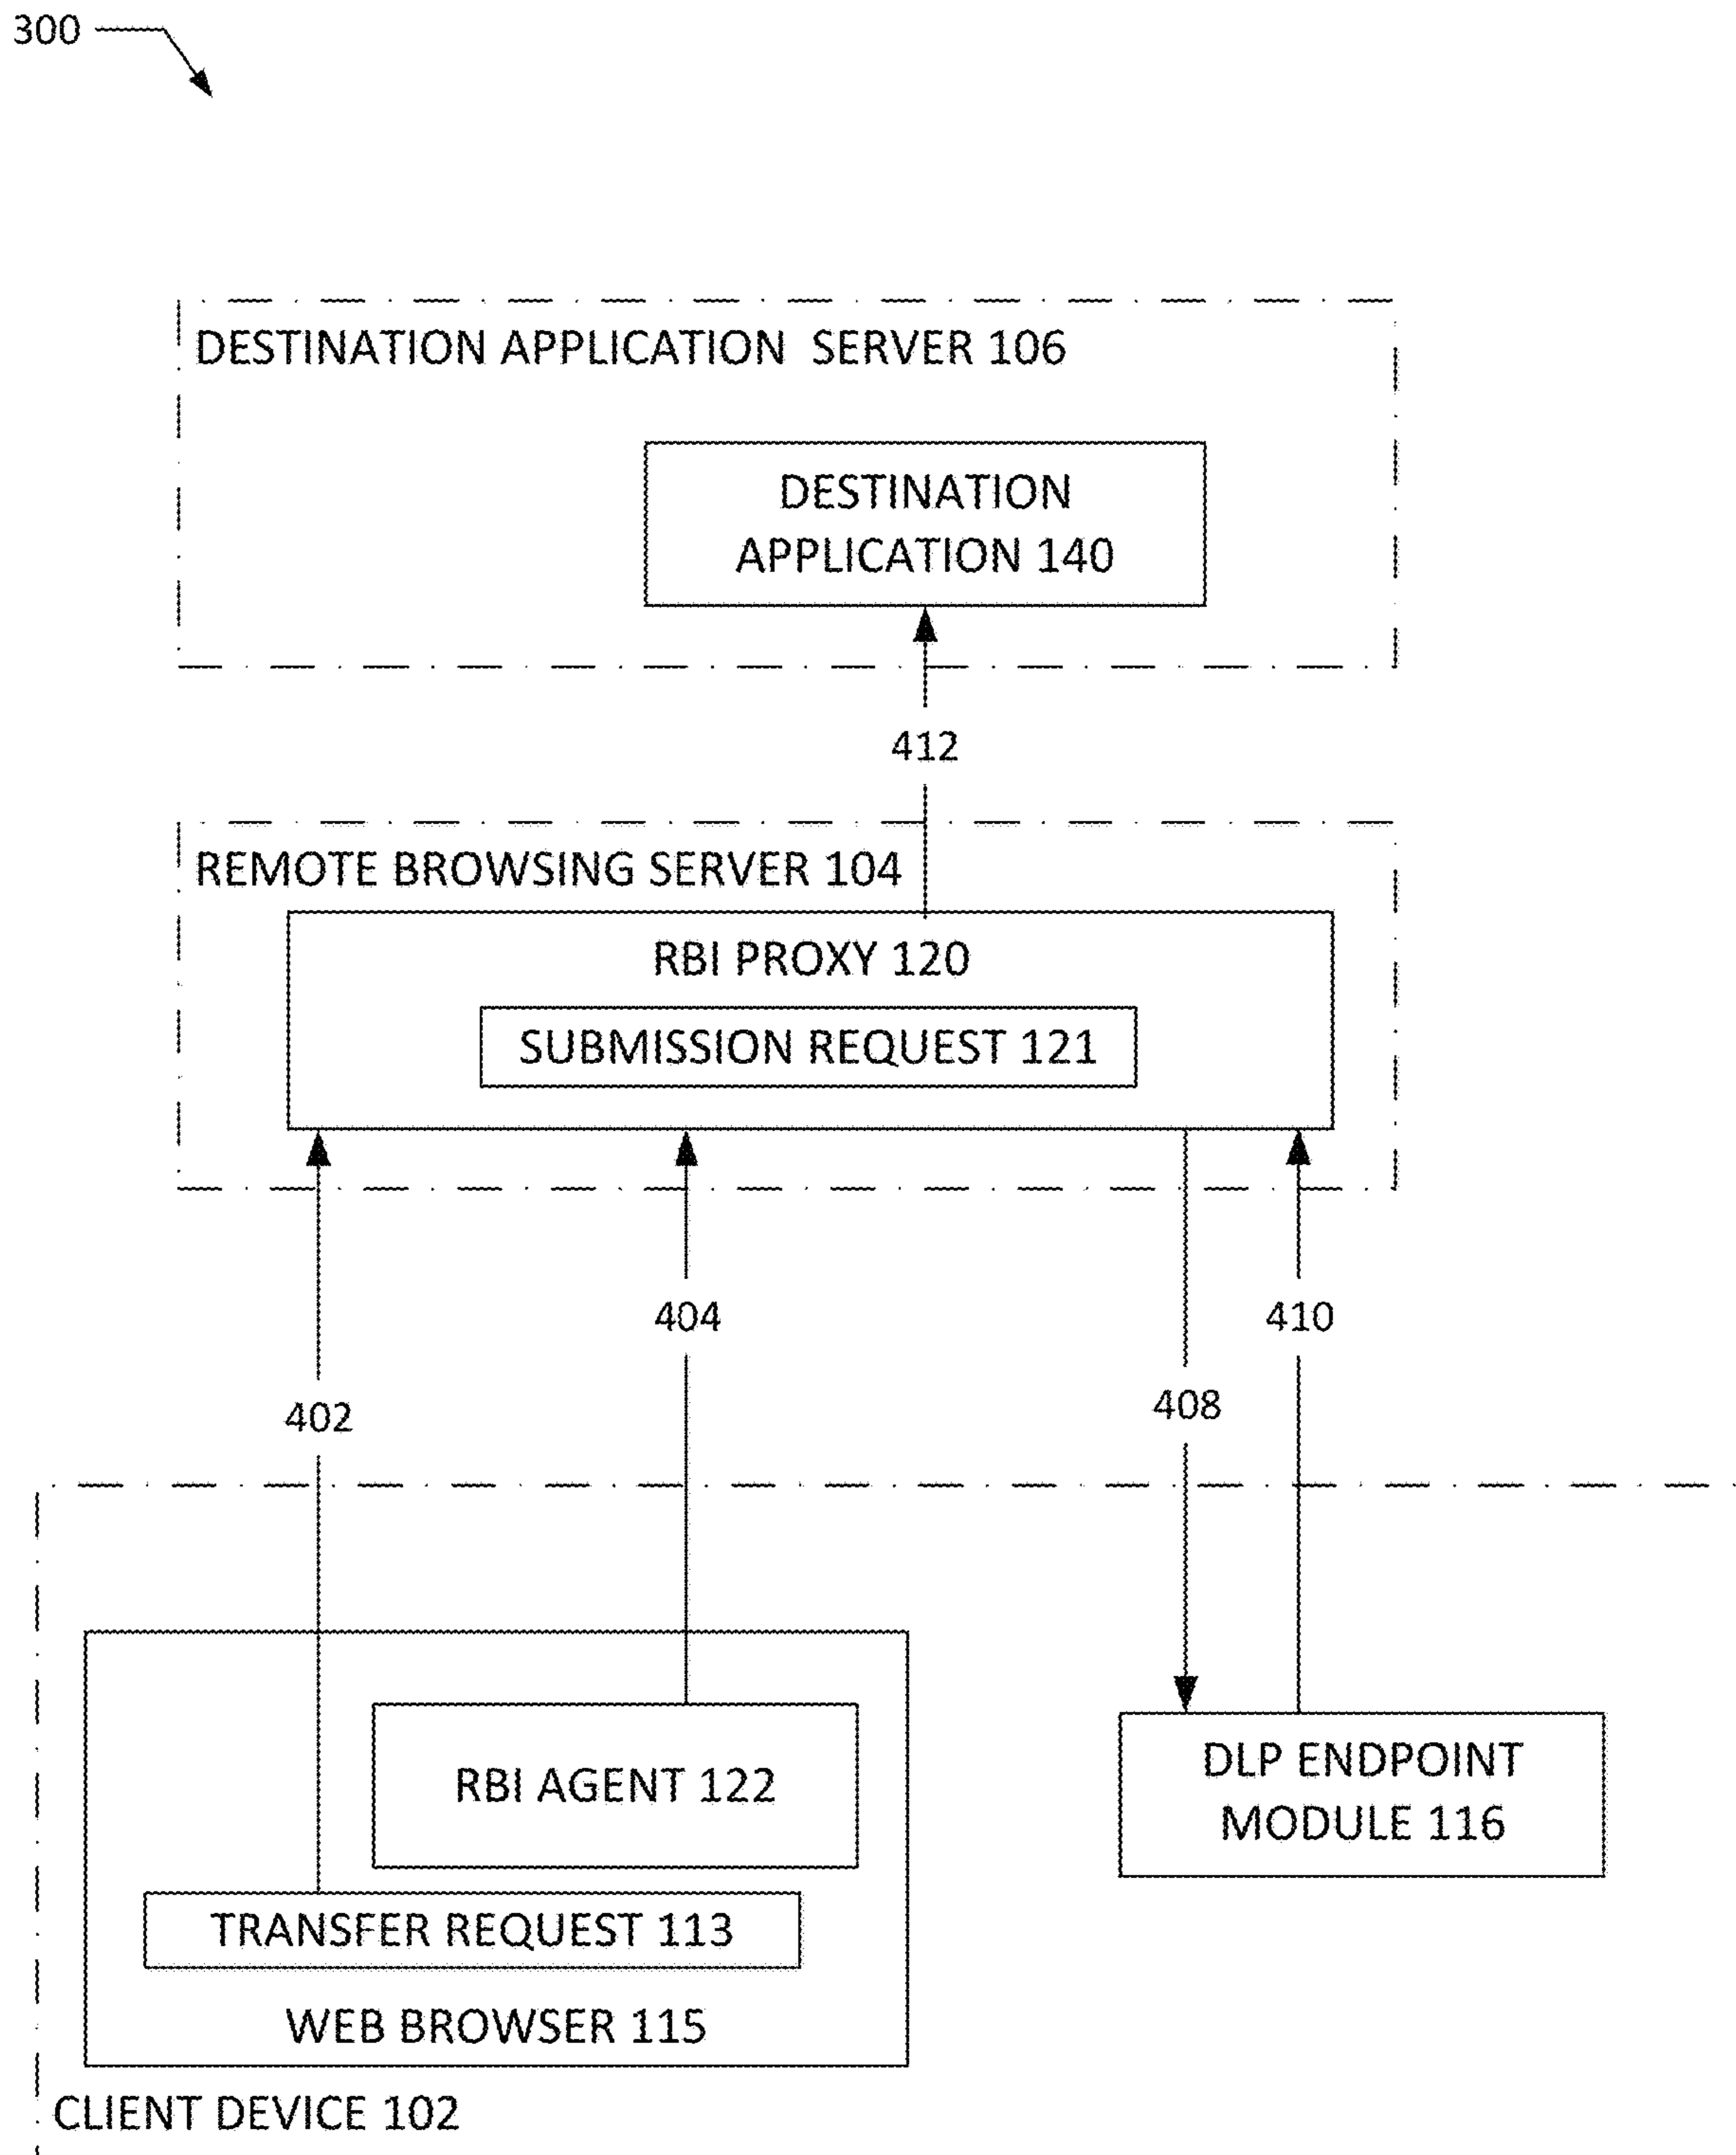 300
DESTINATION APPLICATION SERVER 106
DESTINATION
APPLICATION 140
412
REMOTE BROWSING SERVER 104
RBI PROXY 120
SUBMISSION REQUEST 121
404
410
402
408
RBI AGENT 122
DLP ENDPOINT
MODULE 116
TRANSFER REQUEST 113
WEB BROWSER 115
CLIENT DEVICE 102